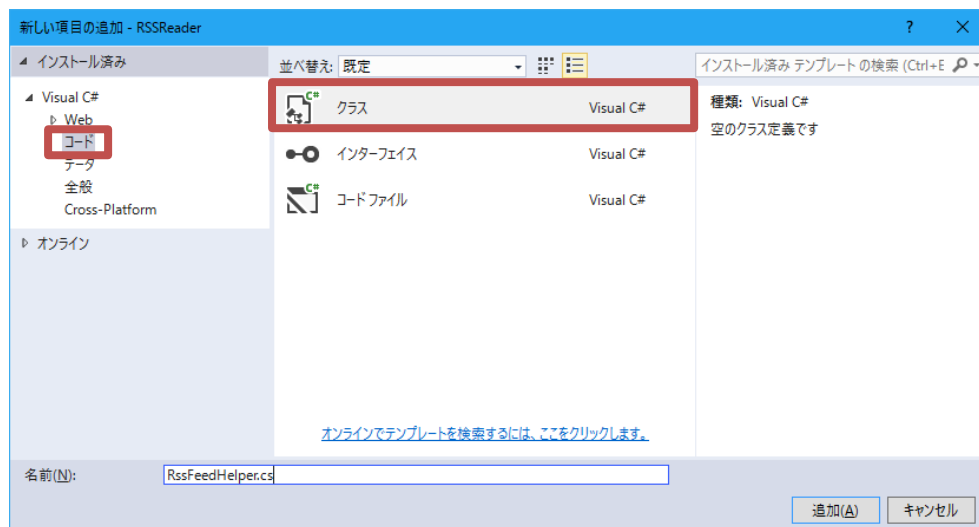 新しい項目の追加 - RSSReader
? ×
インストール済み
並べ替え: 既定
インストール済み テンプレート の検索 (Ctrl+E
Visual C#
Web
コード
データ
全般
Cross-Platform
オンライン
C# クラス Visual C#
インターフェイス Visual C#
C# コード ファイル Visual C#
種類: Visual C#
空のクラス定義です
オンラインでテンプレートを検索するには、ここをクリックします。
名前(N): RssFeedHelper.cs
追加(A) キャンセル